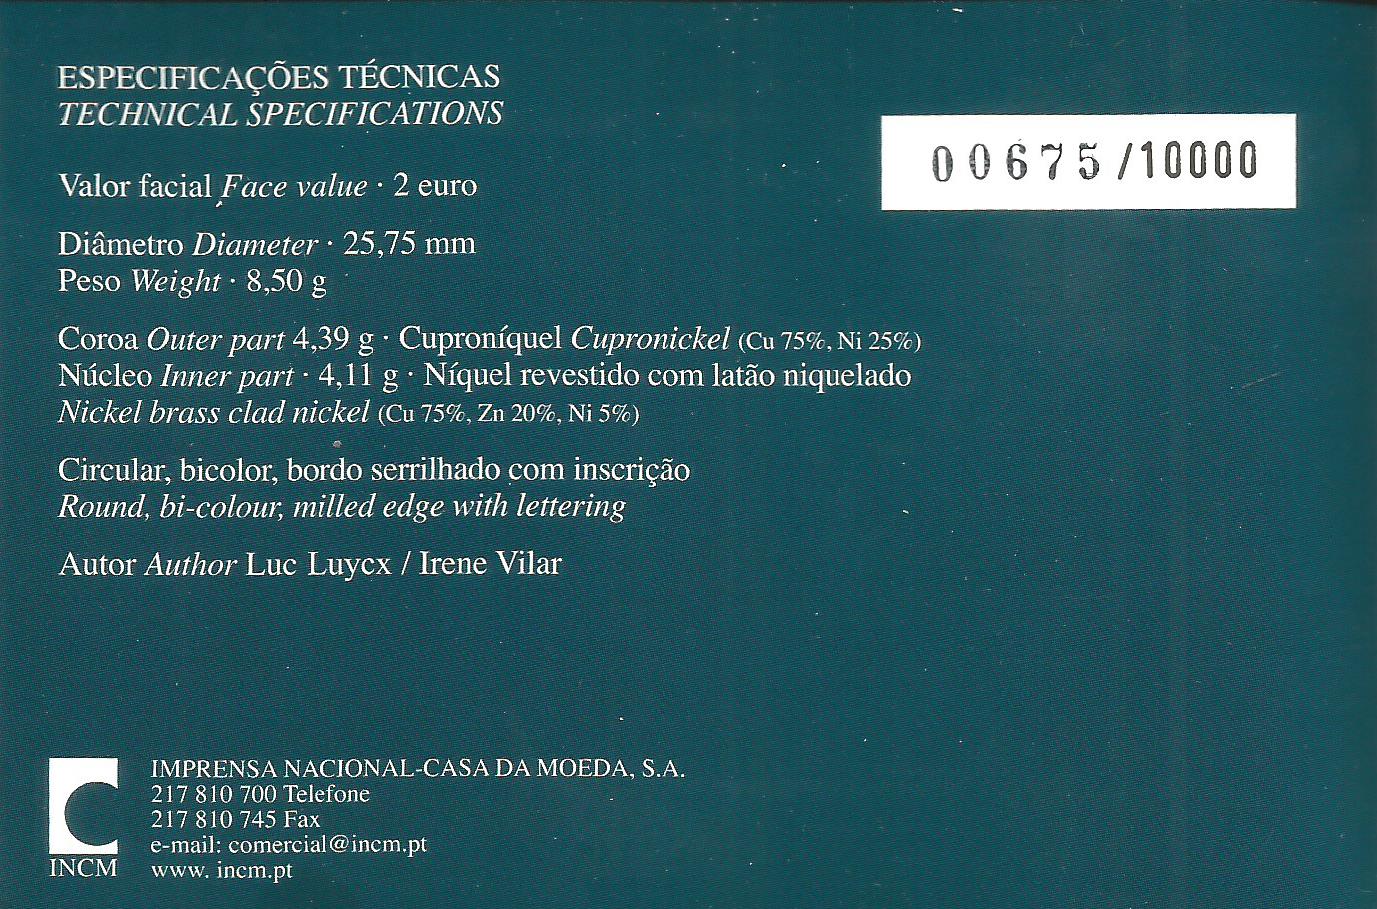 ESPECIFICAÇÕES TÉCNICAS
TECHNICAL SPECIFICATIONS
00675/10000
Valor facial Face value · 2 euro
Diâmetro Diameter · 25,75 mm
Peso Weight · 8,50 g
Coroa Outer part 4,39 g · Cuproníquel Cupronickel (Cu 75%, Ni 25%)
Núcleo Inner part · 4,11 g · Níquel revestido com latão niquelado
Nickel brass clad nickel (Cu 75%, Zn 20%, Ni 5%)
Circular, bicolor, bordo serrilhado com inscrição
Round, bi-colour, milled edge with lettering
Autor Author Luc Luycx / Irene Vilar
IMPRENSA NACIONAL-CASA DA MOEDA, S.A.
217 810 700 Telefone
217 810 745 Fax
e-mail: comercial@incm.pt
www. incm.pt
INCM